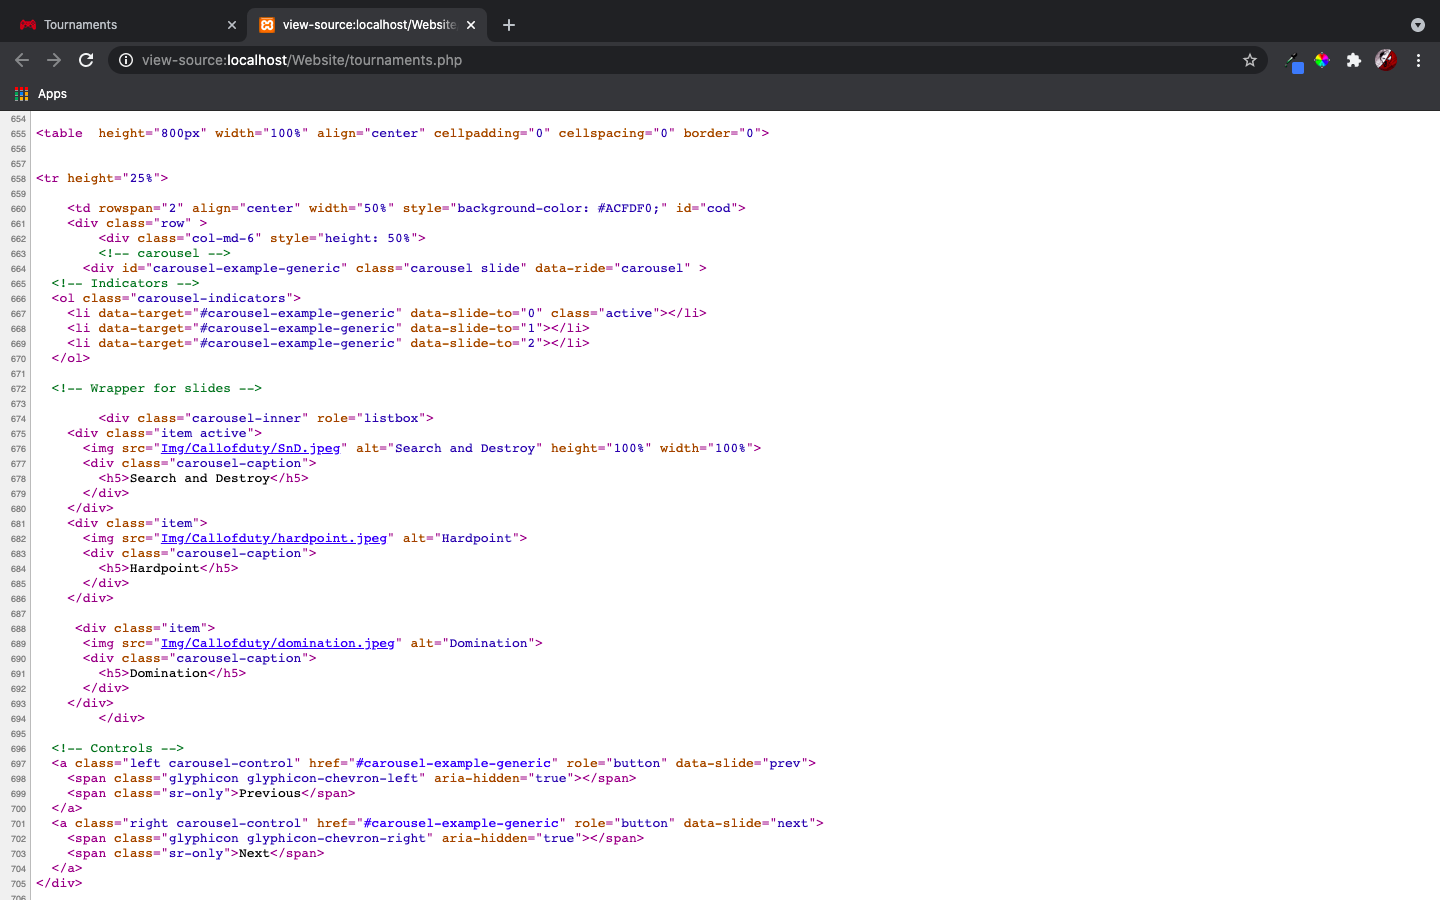 Tournaments
view-source:localhost/Website
view-source:localhost/Website/tournaments.php
Apps
654
655 <table  height="800px" width="100%" align="center" cellpadding="0" cellspacing="0" border="0">
656
657
658 <tr height="25%">
659
660     <td rowspan="2" align="center" width="50%" style="background-color: #ACFDF0;" id="cod">
661     <div class="row" >
662         <div class="col-md-6" style="height: 50%">
663         <!-- carousel -->
664       <div id="carousel-example-generic" class="carousel slide" data-ride="carousel" >
665   <!-- Indicators -->
666   <ol class="carousel-indicators">
667     <li data-target="#carousel-example-generic" data-slide-to="0" class="active"></li>
668     <li data-target="#carousel-example-generic" data-slide-to="1"></li>
669     <li data-target="#carousel-example-generic" data-slide-to="2"></li>
670   </ol>
671
672   <!-- Wrapper for slides -->
673
674         <div class="carousel-inner" role="listbox">
675     <div class="item active">
676       <img src="Img/Callofduty/SnD.jpeg" alt="Search and Destroy" height="100%" width="100%">
677       <div class="carousel-caption">
678         <h5>Search and Destroy</h5>
679       </div>
680     </div>
681     <div class="item">
682       <img src="Img/Callofduty/hardpoint.jpeg" alt="Hardpoint">
683       <div class="carousel-caption">
684         <h5>Hardpoint</h5>
685       </div>
686     </div>
687
688      <div class="item">
689       <img src="Img/Callofduty/domination.jpeg" alt="Domination">
690       <div class="carousel-caption">
691         <h5>Domination</h5>
692       </div>
693     </div>
694         </div>
695
696   <!-- Controls -->
697   <a class="left carousel-control" href="#carousel-example-generic" role="button" data-slide="prev">
698     <span class="glyphicon glyphicon-chevron-left" aria-hidden="true"></span>
699     <span class="sr-only">Previous</span>
700   </a>
701   <a class="right carousel-control" href="#carousel-example-generic" role="button" data-slide="next">
702     <span class="glyphicon glyphicon-chevron-right" aria-hidden="true"></span>
703     <span class="sr-only">Next</span>
704   </a>
705 </div>
706